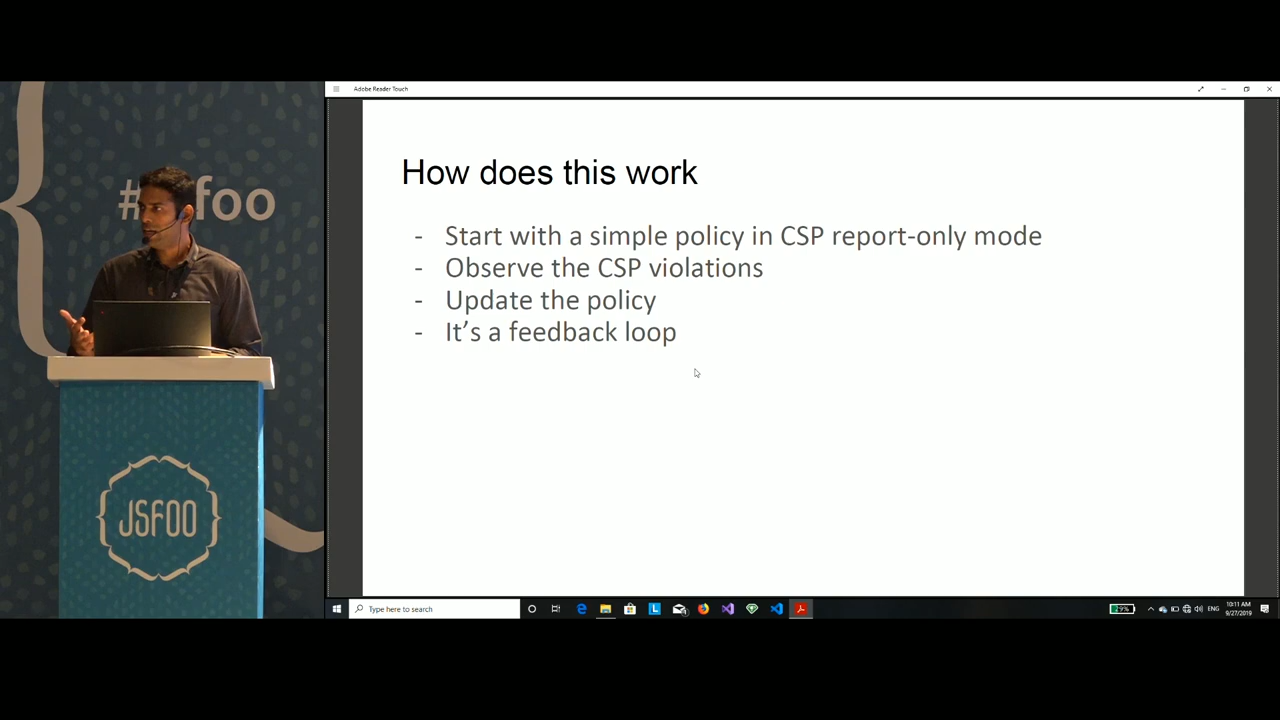 Adobe Reader Touch
How does this work
- Start with a simple policy in CSP report-only mode
- Observe the CSP violations
- Update the policy
- It's a feedback loop
#
foo
JSFOO
Type here to search
29%
ENG
10:11 AM
9/27/2019